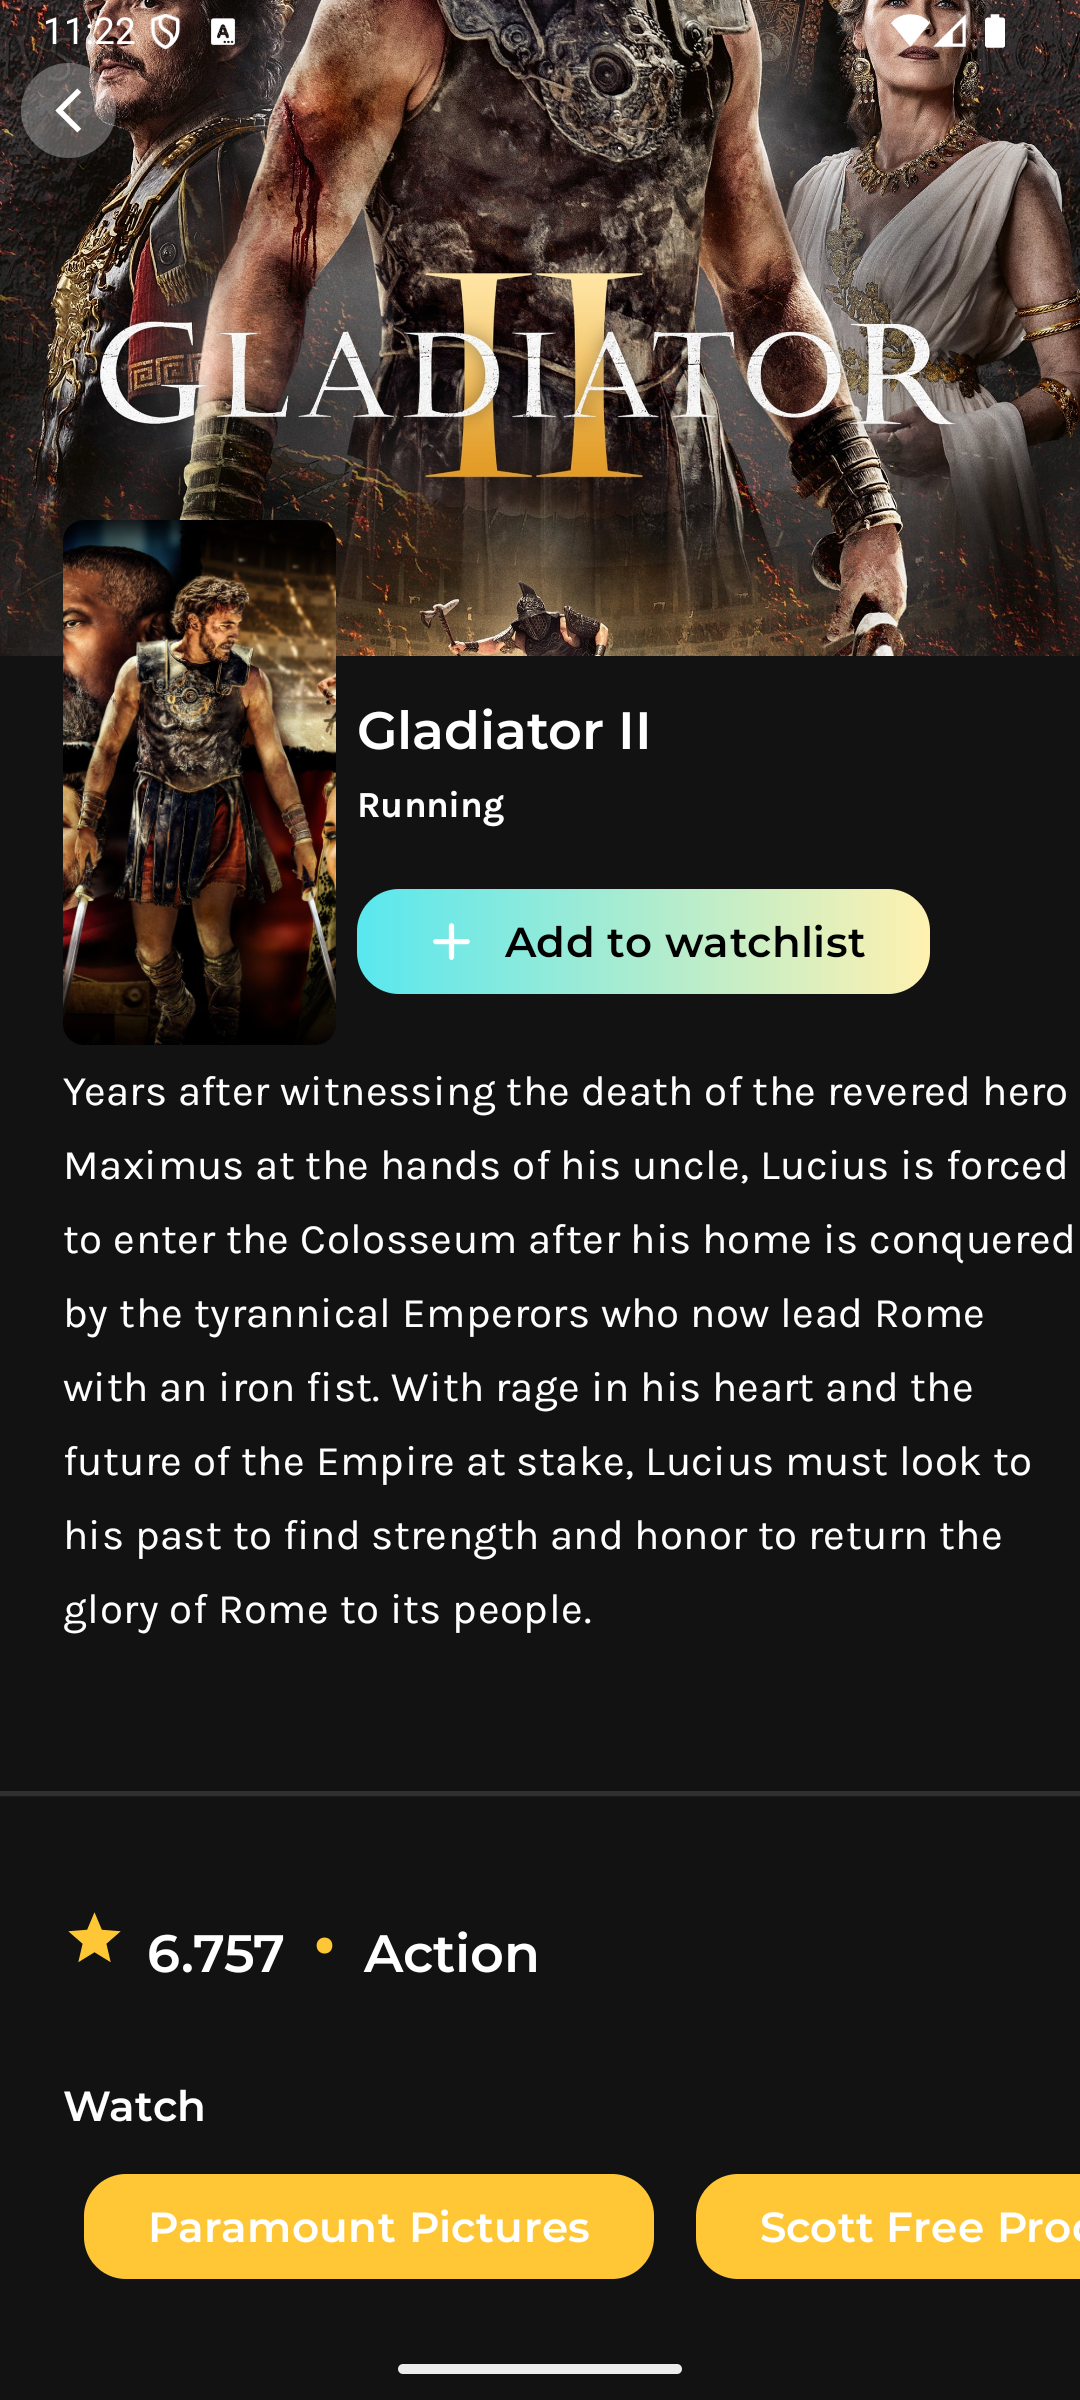 11:22
GLADIATOR
II
Gladiator II
Running
Add to watchlist
Years after witnessing the death of the revered hero
Maximus at the hands of his uncle, Lucius is forced
to enter the Colosseum after his home is conquered
by the tyrannical Emperors who now lead Rome
with an iron fist. With rage in his heart and the
future of the Empire at stake, Lucius must look to
his past to find strength and honor to return the
glory of Rome to its people.
6.757 • Action
Watch
Paramount Pictures
Scott Free